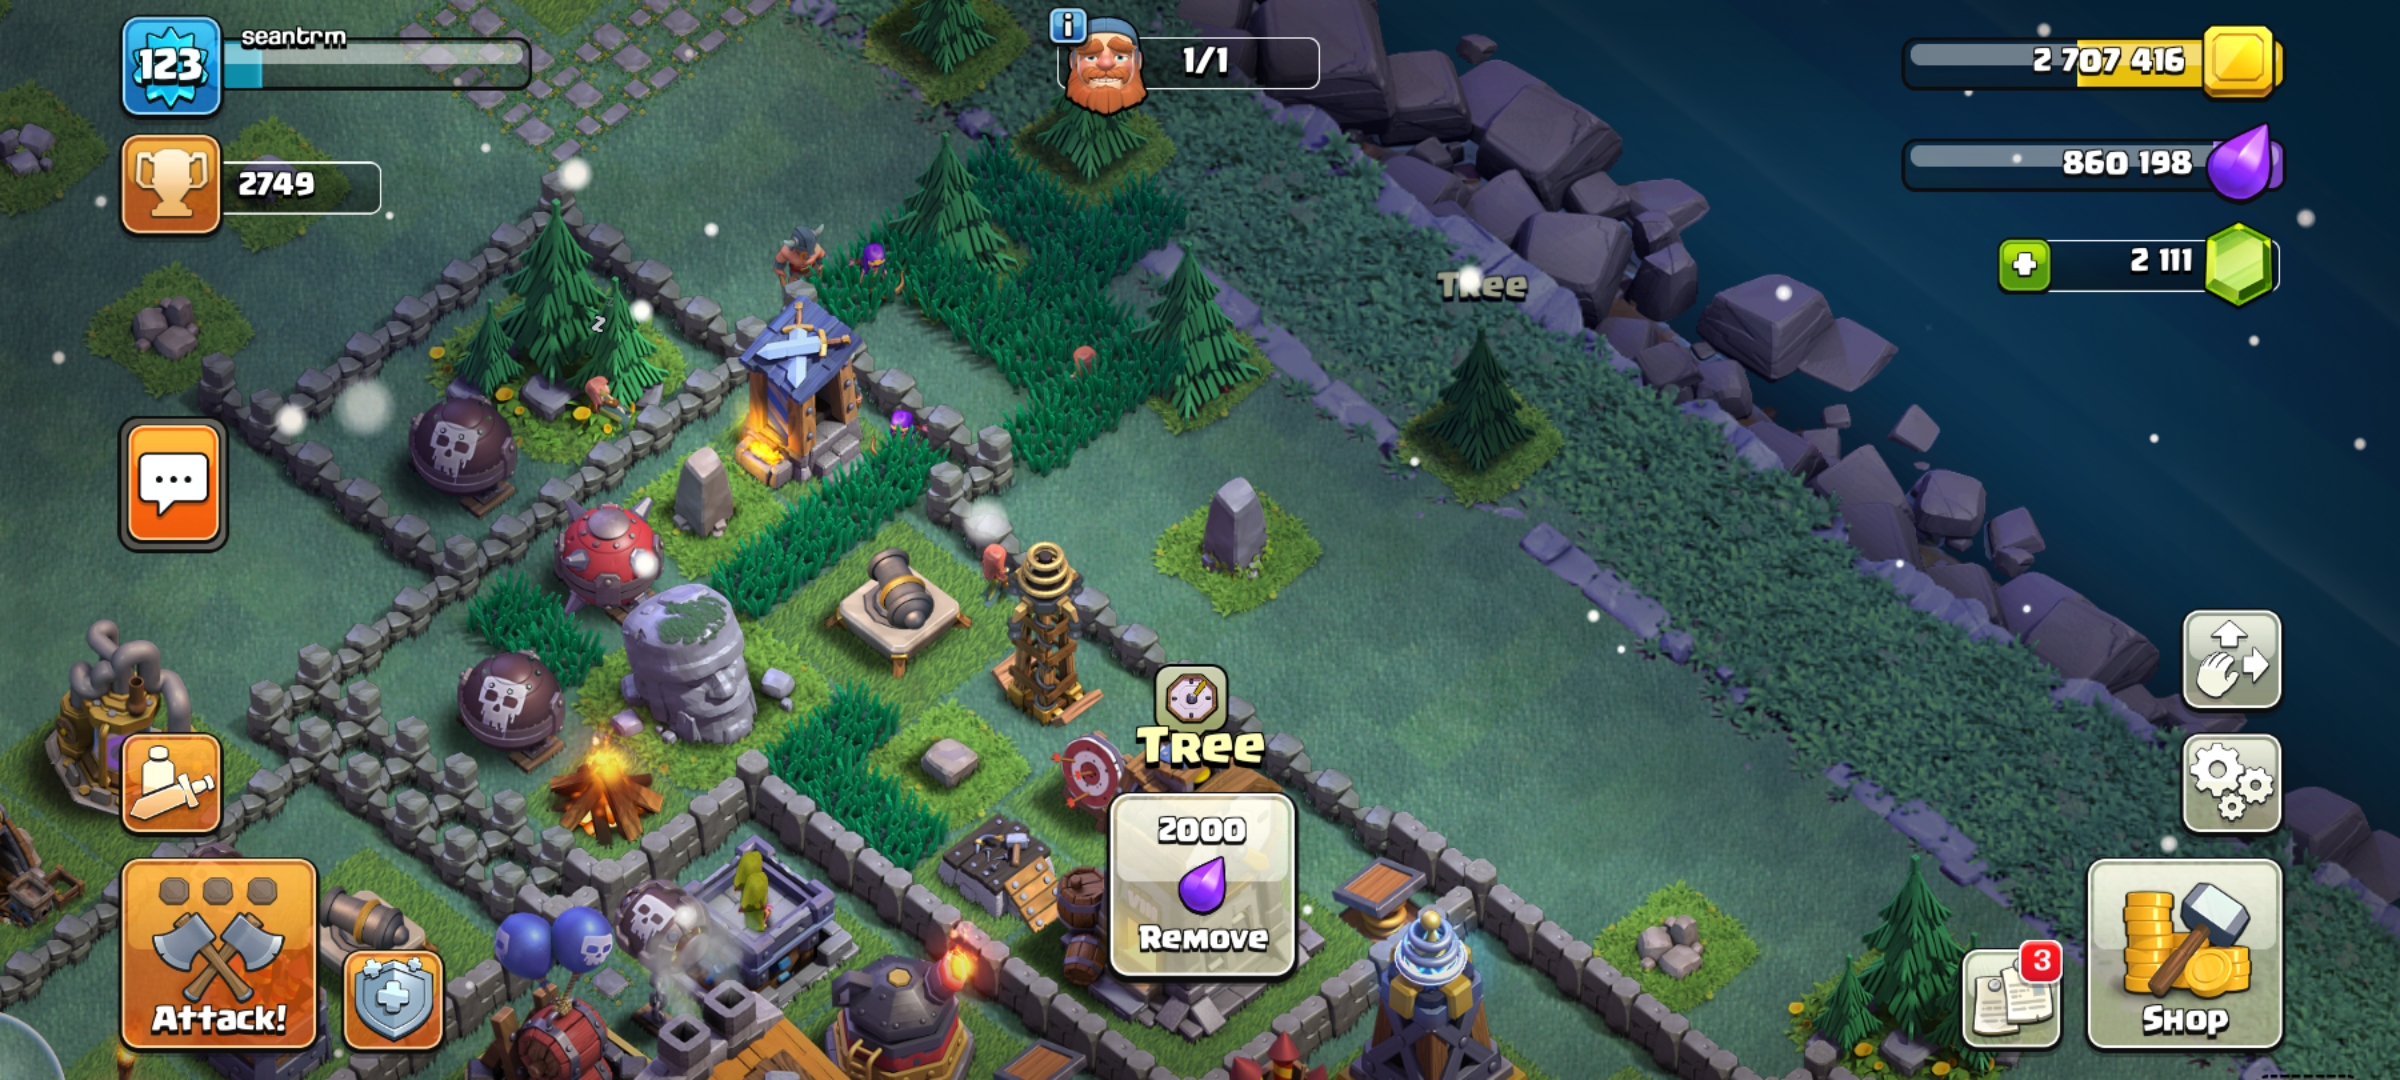 123
seantrm
1/1
2 707 416
2749
860 198
2 111
Tree
z
Tree
2000
Remove
3
Attack!
Shop